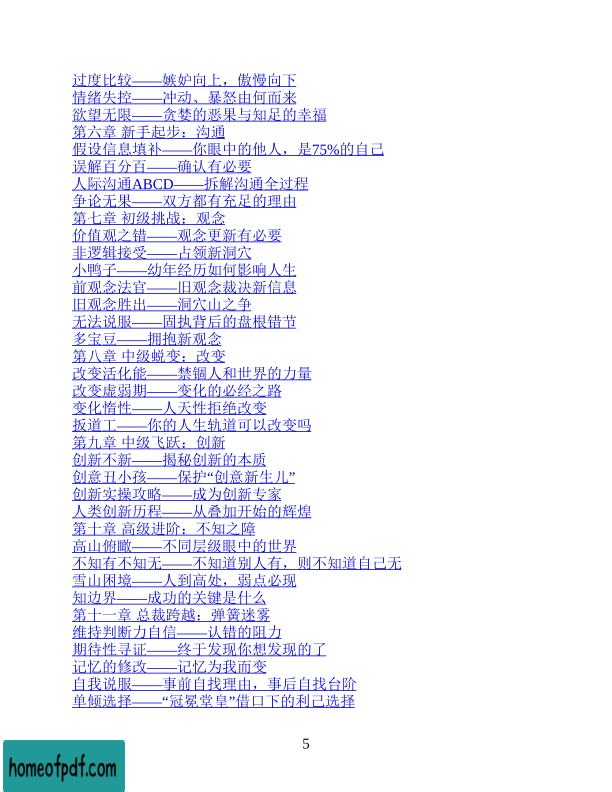 过度比较——嫉妒向上，傲慢向下
情绪失控——冲动、暴怒由何而来
欲望无限——贪婪的恶果与知足的幸福
第六章 新手起步：沟通
假设信息填补——你眼中的他人，是75%的自己
误解百分百——确认有必要
人际沟通ABCD——拆解沟通全过程
争论无果——双方都有充足的理由
第七章 初级挑战：观念
价值观之错——观念更新有必要
非逻辑接受——占领新洞穴
小鸭子——幼年经历如何影响人生
前观念法官——旧观念裁决新信息
旧观念胜出——洞穴山之争
无法说服——固执背后的盘根错节
多宝豆——拥抱新观念
第八章 中级蜕变：改变
改变活化能——禁锢人和世界的力量
改变虚弱期——变化的必经之路
变化惰性——人天性拒绝改变
扳道工——你的人生轨道可以改变吗
第九章 中级飞跃：创新
创新不新——揭秘创新的本质
创意丑小孩——保护“创意新生儿”
创新实操攻略——成为创新专家
人类创新历程——从叠加开始的辉煌
第十章 高级进阶：不知之障
高山俯瞰——不同层级眼中的世界
不知有不知无——不知道别人有，则不知道自己无
雪山困境——人到高处，弱点必现
知边界——成功的关键是什么
第十一章 总裁跨越：弹簧迷雾
维持判断力自信——认错的阻力
期待性寻证——终于发现你想发现的了
记忆的修改——记忆为我而变
自我说服——事前自找理由，事后自找台阶
单倾选择——“冠冕堂皇”借口下的利己选择
5
homeofpdf.com